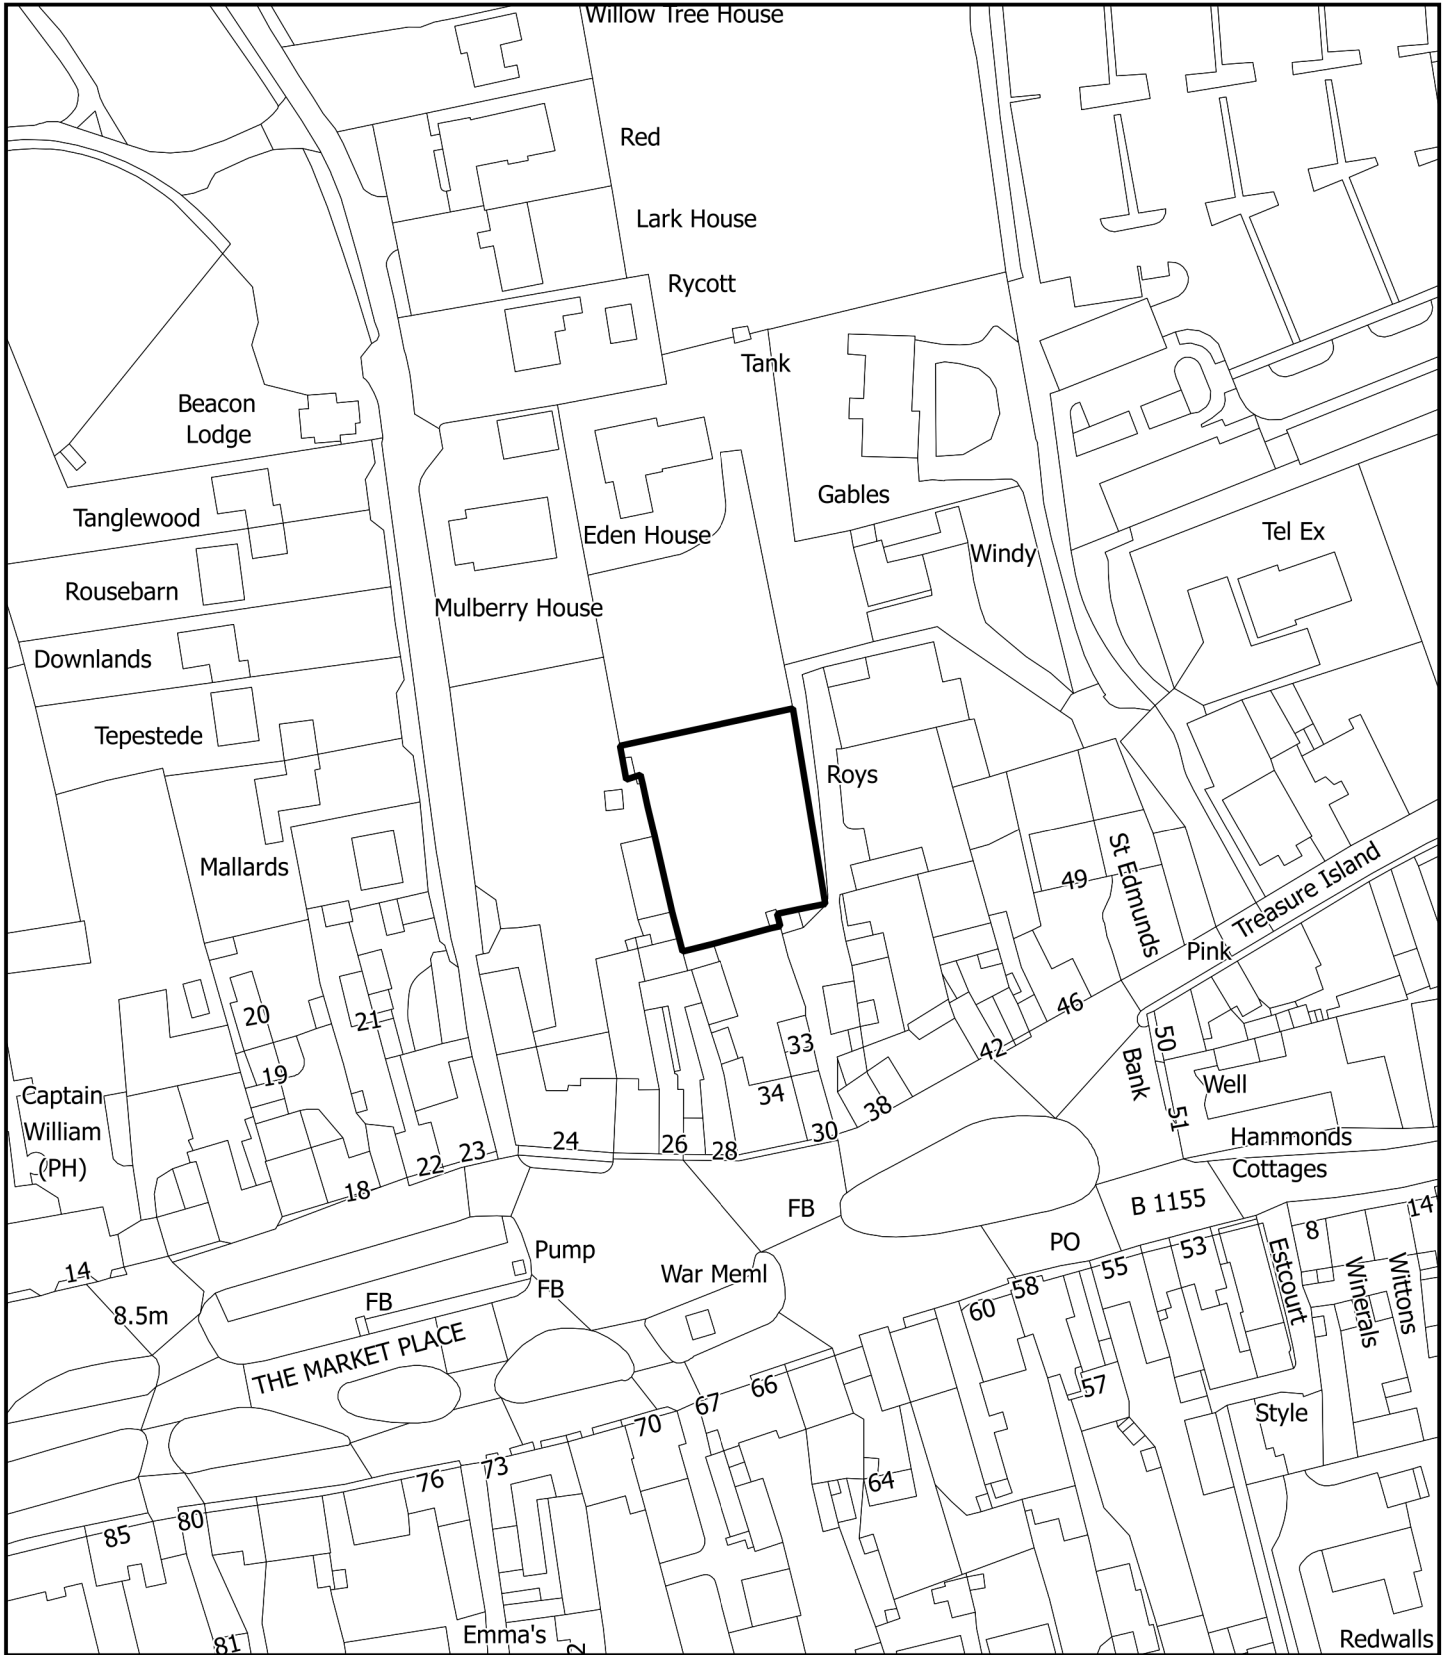 Willow Tree House
Red
Lark House
Rycott
Tank
Beacon
Lodge
Gables
Tanglewood
Eden House
Tel Ex
Windy
Rousebarn
Mulberry House
Downlands
Tepestede
Roys
Mallards
49
St Edmunds
Treasure Island
Pink
46
20
21
33
42
50
19
Bank
Well
Captain
William
(PH)
34
38
51
30
24
26
28
23
22
Hammonds
Cottages
18
FB
B 1155
14
PO
53
8
Pump
55
Estcourt
Winerals
Wittons
War Meml
14
FB
FB
58
8.5m
60
THE MARKET PLACE
57
66
67
Style
70
64
73
76
80
85
81
Emma's
2
Redwalls